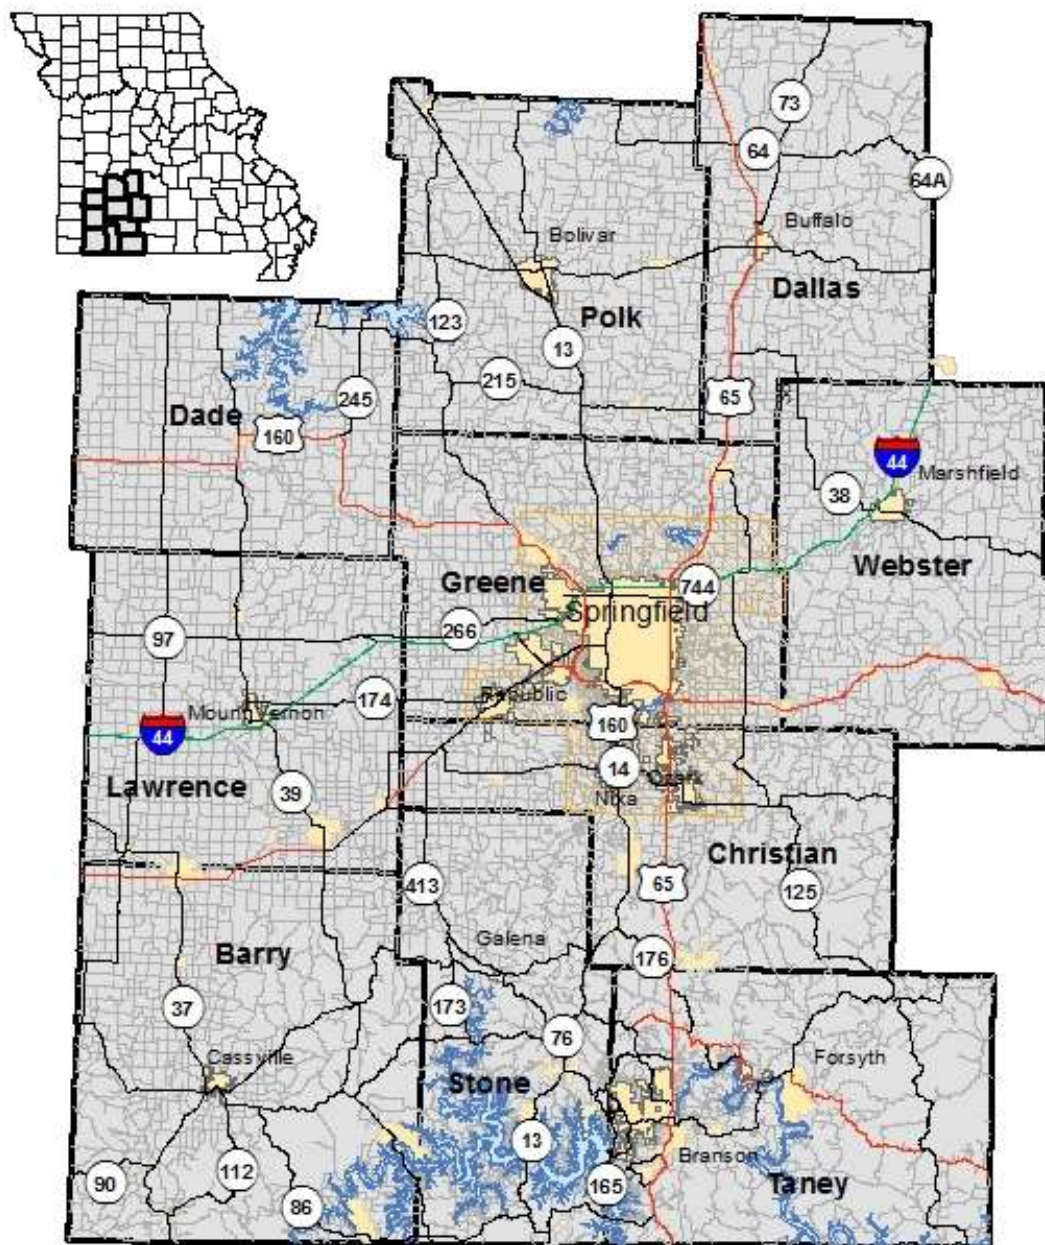 73
64
64A
Buffalo
Bolivar
Dallas
Polk
123
13
215
65
245
Dade
160
44
Marshfield
38
Webster
Greene
744
Springfield
266
97
174
Republic
Mount Vernon
160
44
14
Ozark
Lawrence
39
Nixa
Christian
65
125
413
Galena
Barry
176
37
173
76
Cassville
Forsyth
Stone
13
Branson
112
90
165
Taney
86